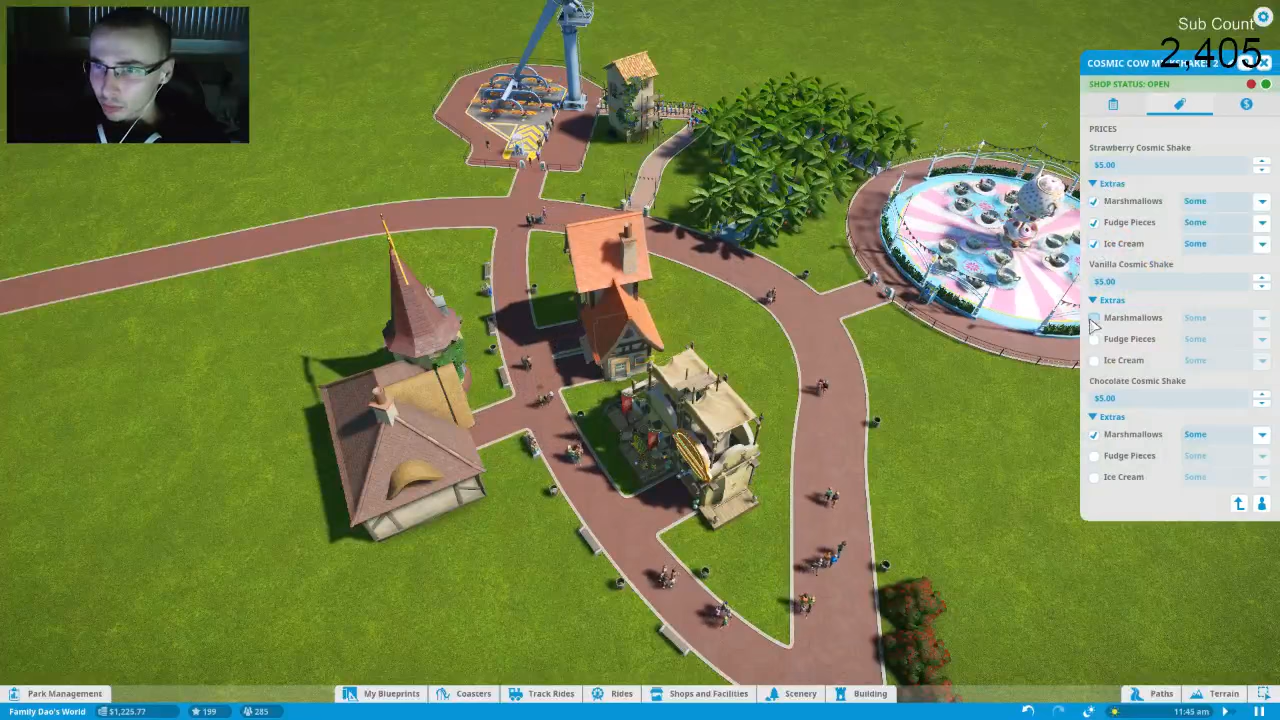 Sub Count
2,405
COSMIC COW
SHOP STATUS: OPEN
PRICES
Strawberry Cosmic Shake
$5.00
Extras
Marshmallows Some
Fudge Pieces Some
Ice Cream Some
Vanilla Cosmic Shake
$5.00
Extras
Marshmallows Some
Fudge Pieces Some
Ice Cream Some
Chocolate Cosmic Shake
$5.00
Extras
Marshmallows Some
Fudge Pieces Some
Ice Cream Some
Park Management My Blueprints Coasters Track Rides Rides Shops and Facilities Scenery Building Paths Terrain
Family Dao's World $1,225.77 199 285 11:45 am